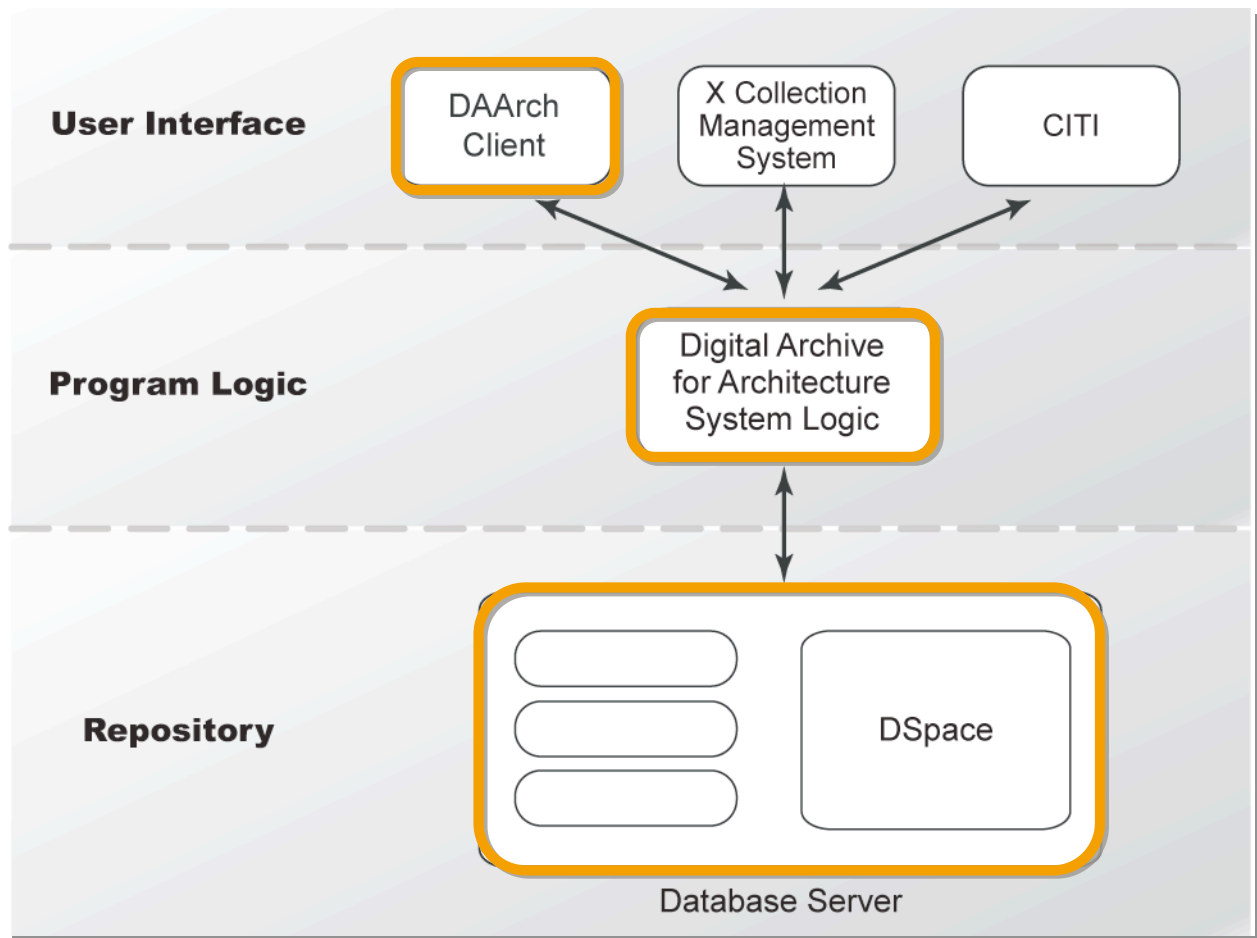 User Interface
DAArch
Client
X Collection
Management
System
CITI
Program Logic
Digital Archive
for Architecture
System Logic
Repository
DSpace
Database Server